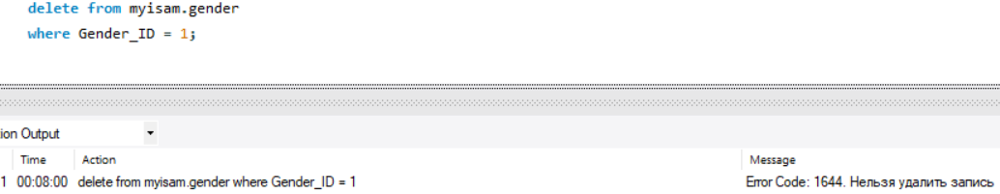 delete from myisam.gender
where Gender_ID = 1;
ion Output
Time Action Message
1 00:08:00 delete from myisam.gender where Gender_ID = 1 Error Code: 1644. Нельзя удалить запись